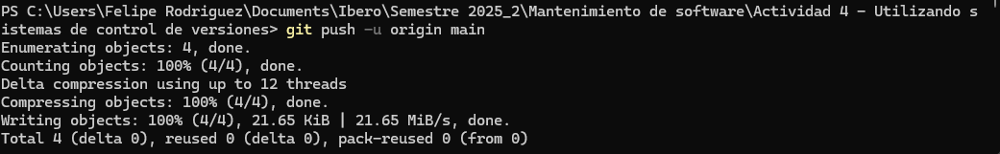 PS C:\Users\Felipe Rodriguez\Documents\Ibero\Semestre 2025_2\Mantenimiento de software\Actividad 4 - Utilizando s
istemas de control de versiones> git push -u origin main
Enumerating objects: 4, done.
Counting objects: 100% (4/4), done.
Delta compression using up to 12 threads
Compressing objects: 100% (4/4), done.
Writing objects: 100% (4/4), 21.65 KiB | 21.65 MiB/s, done.
Total 4 (delta 0), reused 0 (delta 0), pack-reused 0 (from 0)